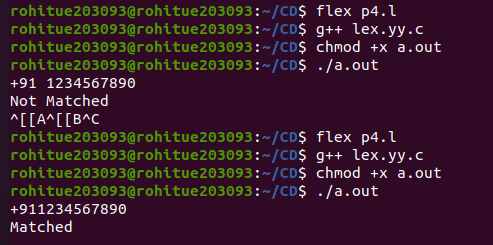 rohitue203093@rohitue203093:~/CD$ flex p4.l
rohitue203093@rohitue203093:~/CD$ g++ lex.yy.c
rohitue203093@rohitue203093:~/CD$ chmod +x a.out
rohitue203093@rohitue203093:~/CD$ ./a.out
+91 1234567890
Not Matched
^[[A^[[B^C
rohitue203093@rohitue203093:~/CD$ flex p4.l
rohitue203093@rohitue203093:~/CD$ g++ lex.yy.c
rohitue203093@rohitue203093:~/CD$ chmod +x a.out
rohitue203093@rohitue203093:~/CD$ ./a.out
+911234567890
Matched